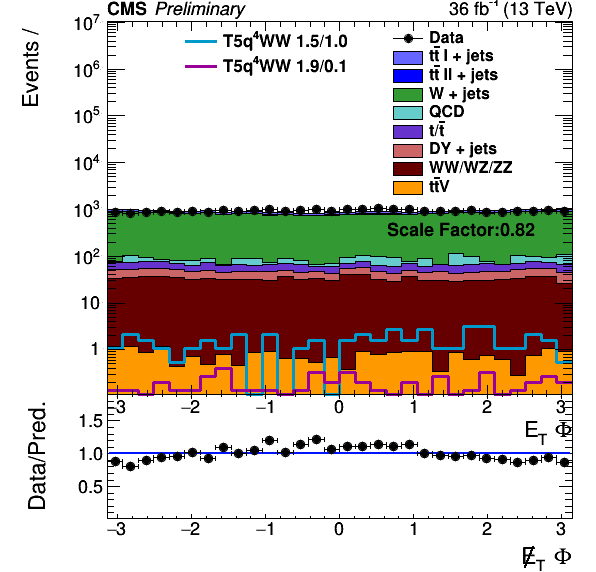 CMS Preliminary 36 fb⁻¹ (13 TeV)
Events /
10⁷
10⁶
10⁵
10⁴
10³
10²
10
1
T5q⁴WW 1.5/1.0
T5q⁴WW 1.9/0.1
Data
tt̄ l + jets
tt̄ ll + jets
W + jets
QCD
t/t̄
DY + jets
WW/WZ/ZZ
tt̄V
Scale Factor:0.82
−3 −2 −1 0 1 2 3
E_T Φ
Data/Pred.
1.5
1.0
0.5
−3 −2 −1 0 1 2 3
E̸_T Φ